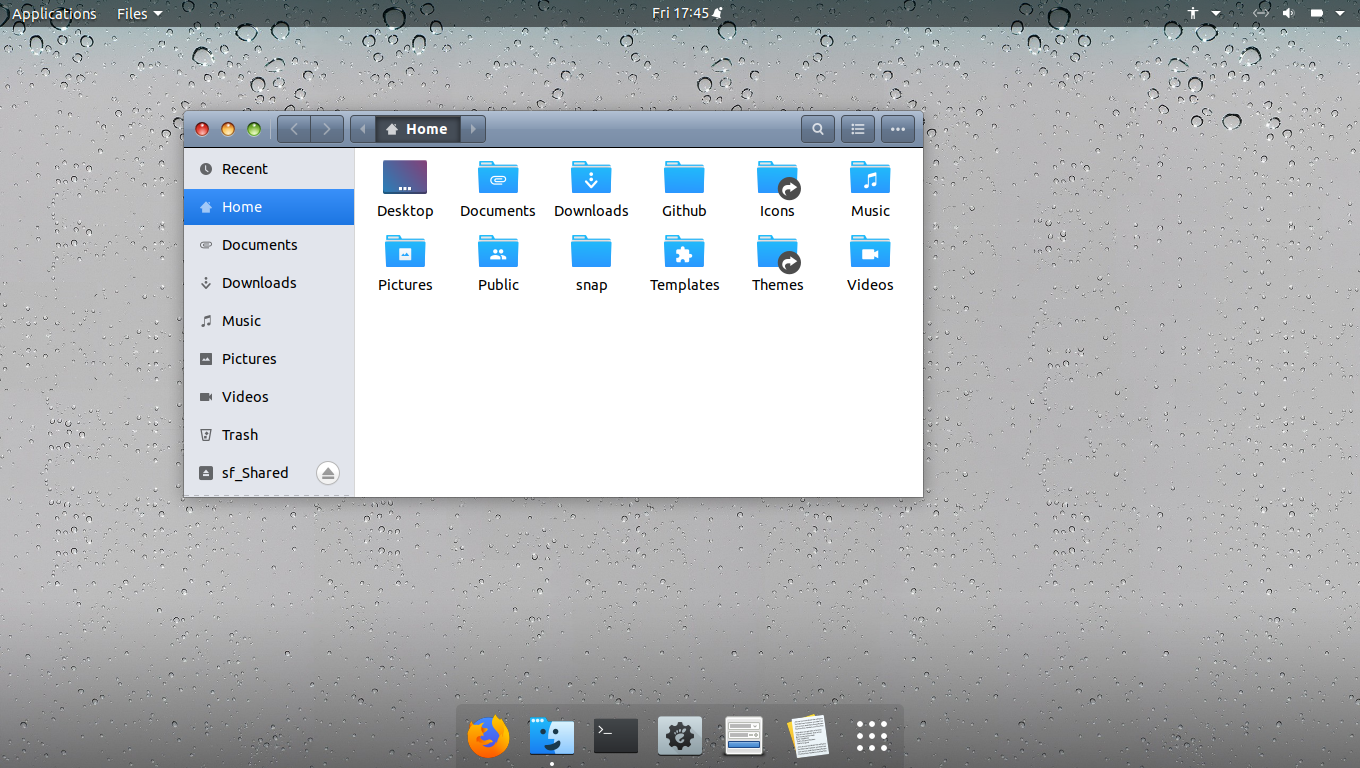 Applications Files Fri 17:45
Home
Recent
Home
Documents
Downloads
Music
Pictures
Videos
Trash
sf_Shared
Desktop Documents Downloads Github Icons Music
Pictures Public snap Templates Themes Videos
>_